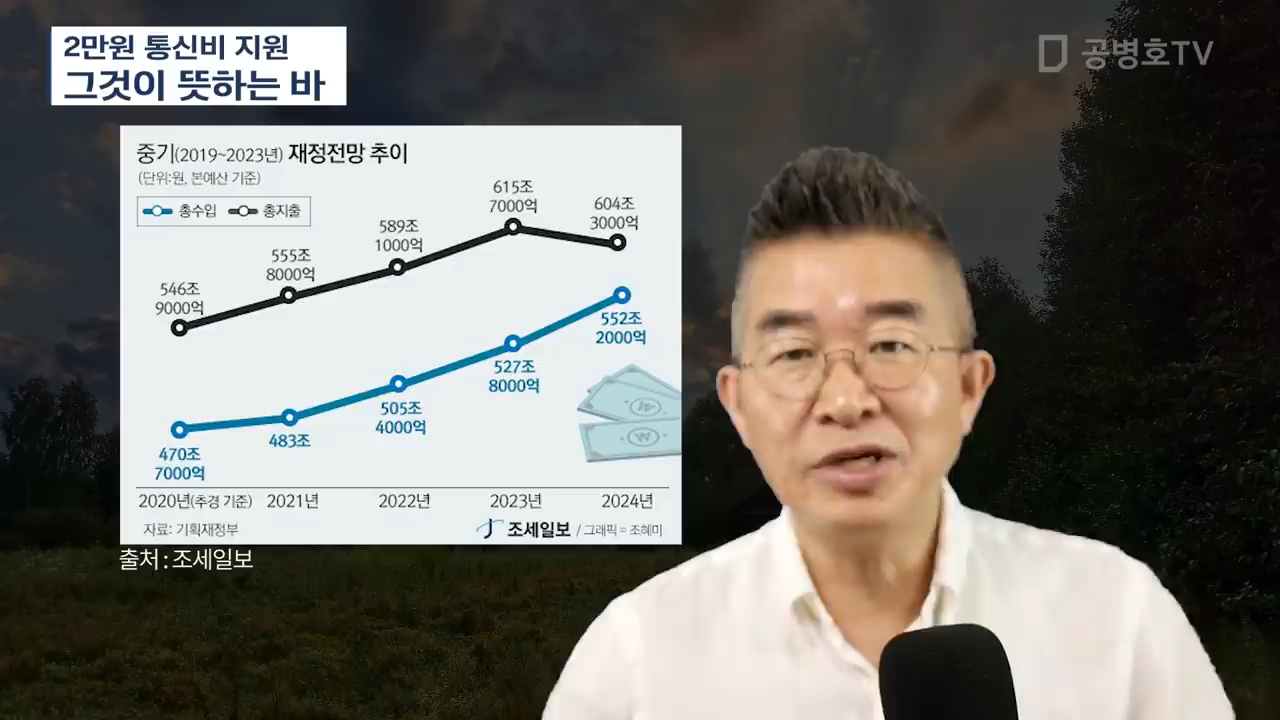 2만원 통신비 지원
그것이 뜻하는 바
공병호TV
중기(2019~2023년) 재정전망 추이
(단위:원, 본예산 기준)
총수입 총지출
546조
9000억
555조
8000억
589조
1000억
615조
7000억
604조
3000억
470조
7000억
483조
505조
4000억
527조
8000억
552조
2000억
2020년(추경 기준) 2021년 2022년 2023년 2024년
자료: 기획재정부
조세일보 / 그래픽 = 조혜미
출처 : 조세일보